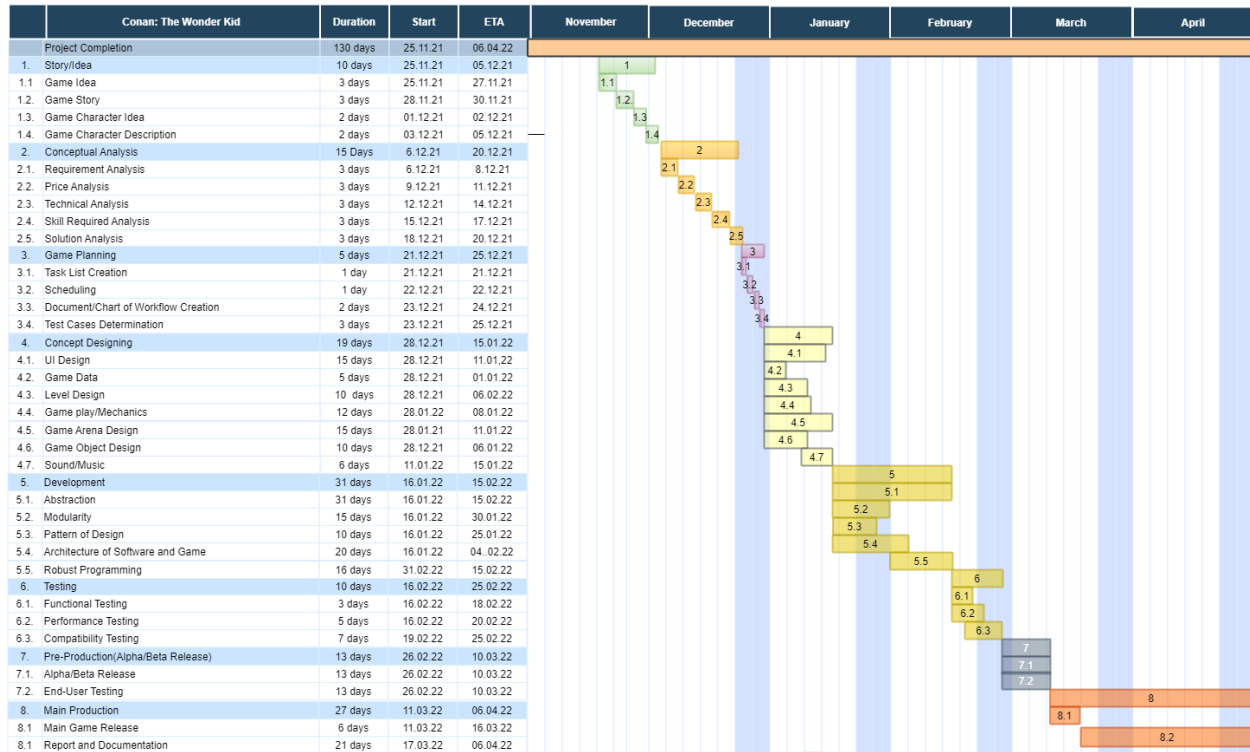 Conan: The Wonder Kid Duration Start ETA November December January February March April
Project Completion 130 days 25.11.21 06.04.22
1. Story/Idea 10 days 25.11.21 05.12.21 1
1.1 Game Idea 3 days 25.11.21 27.11.21 1.1
1.2. Game Story 3 days 28.11.21 30.11.21 1.2.
1.3. Game Character Idea 2 days 01.12.21 02.12.21 1.3
1.4. Game Character Description 2 days 03.12.21 05.12.21 1.4
2. Conceptual Analysis 15 Days 6.12.21 20.12.21 2
2.1. Requirement Analysis 3 days 6.12.21 8.12.21 2.1
2.2. Price Analysis 3 days 9.12.21 11.12.21 2.2
2.3. Technical Analysis 3 days 12.12.21 14.12.21 2.3
2.4. Skill Required Analysis 3 days 15.12.21 17.12.21 2.4
2.5. Solution Analysis 3 days 18.12.21 20.12.21 2.5
3. Game Planning 5 days 21.12.21 25.12.21 3
3.1. Task List Creation 1 day 21.12.21 21.12.21 3.1
3.2. Scheduling 1 day 22.12.21 22.12.21 3.2
3.3. Document/Chart of Workflow Creation 2 days 23.12.21 24.12.21 3.3
3.4. Test Cases Determination 3 days 23.12.21 25.12.21 3.4
4. Concept Designing 19 days 28.12.21 15.01.22 4
4.1. UI Design 15 days 28.12.21 11.01.22 4.1
4.2. Game Data 5 days 28.12.21 01.01.22 4.2
4.3. Level Design 10 days 28.12.21 06.02.22 4.3
4.4. Game play/Mechanics 12 days 28.01.22 08.01.22 4.4
4.5. Game Arena Design 15 days 28.01.21 11.01.22 4.5
4.6. Game Object Design 10 days 28.12.21 06.01.22 4.6
4.7. Sound/Music 6 days 11.01.22 15.01.22 4.7
5. Development 31 days 16.01.22 15.02.22 5
5.1. Abstraction 31 days 16.01.22 15.02.22 5.1
5.2. Modularity 15 days 16.01.22 30.01.22 5.2
5.3. Pattern of Design 10 days 16.01.22 25.01.22 5.3
5.4. Architecture of Software and Game 20 days 16.01.22 04..02.22 5.4
5.5. Robust Programming 16 days 31.02.22 15.02.22 5.5
6. Testing 10 days 16.02.22 25.02.22 6
6.1. Functional Testing 3 days 16.02.22 18.02.22 6.1
6.2. Performance Testing 5 days 16.02.22 20.02.22 6.2
6.3. Compatibility Testing 7 days 19.02.22 25.02.22 6.3
7. Pre-Production(Alpha/Beta Release) 13 days 26.02.22 10.03.22 7
7.1. Alpha/Beta Release 13 days 26.02.22 10.03.22 7.1
7.2. End-User Testing 13 days 26.02.22 10.03.22 7.2
8. Main Production 27 days 11.03.22 06.04.22 8
8.1 Main Game Release 6 days 11.03.22 16.03.22 8.1
8.1 Report and Documentation 21 days 17.03.22 06.04.22 8.2